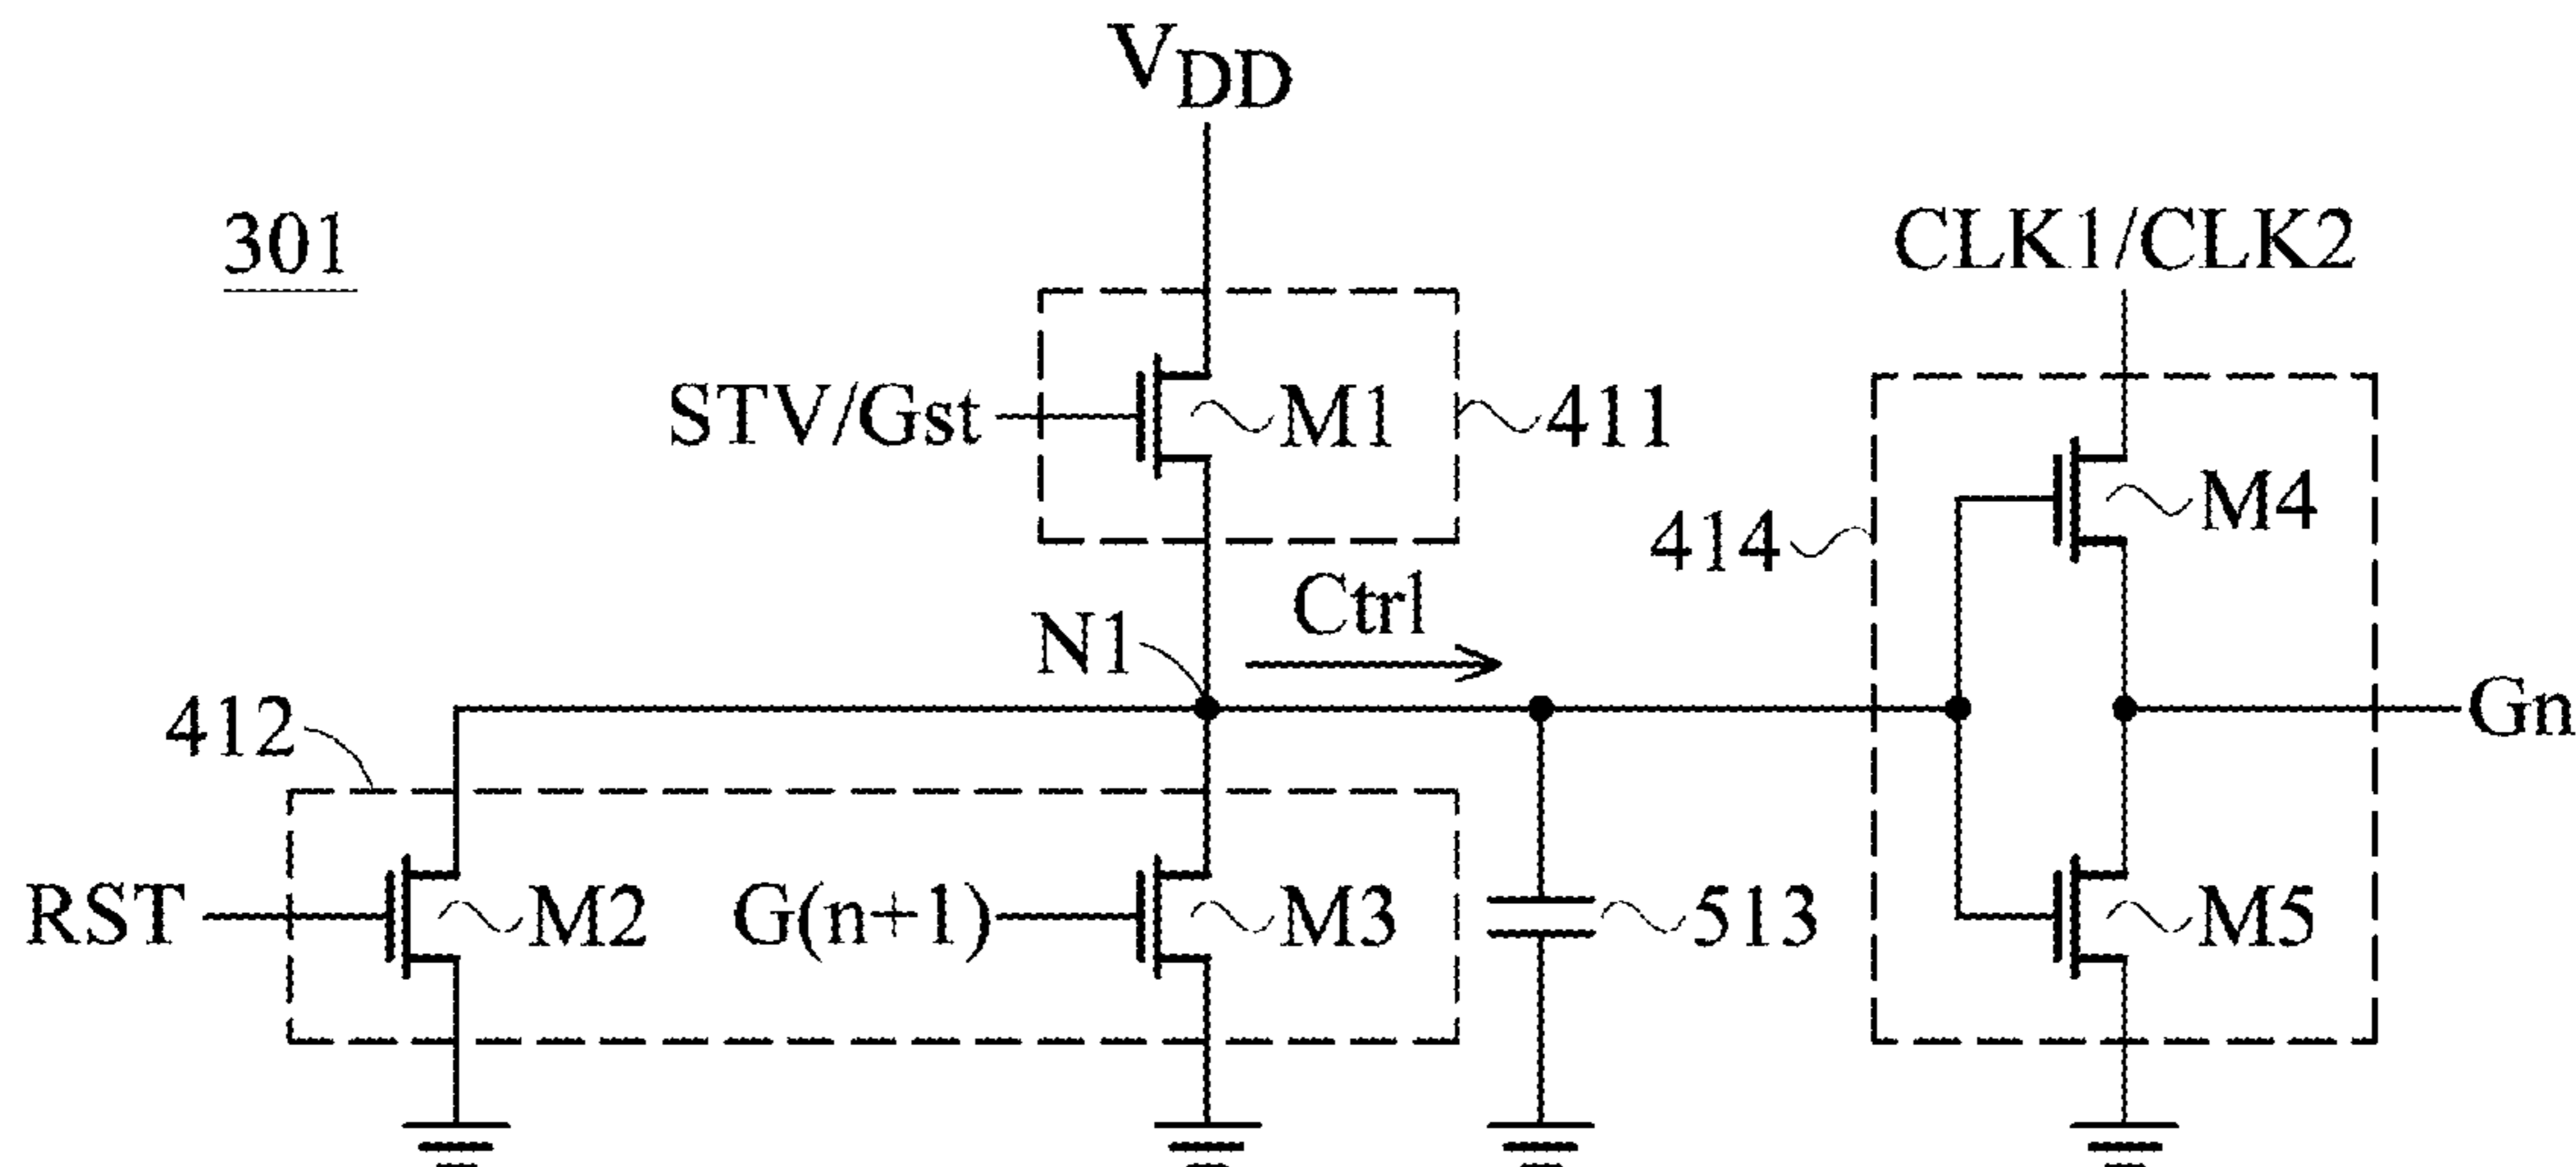 VDD
301
CLK1/CLK2
STV/Gst
M1
411
M4
414
Ctrl
N1
412
Gn
RST
M2
G(n+1)
M3
513
M5